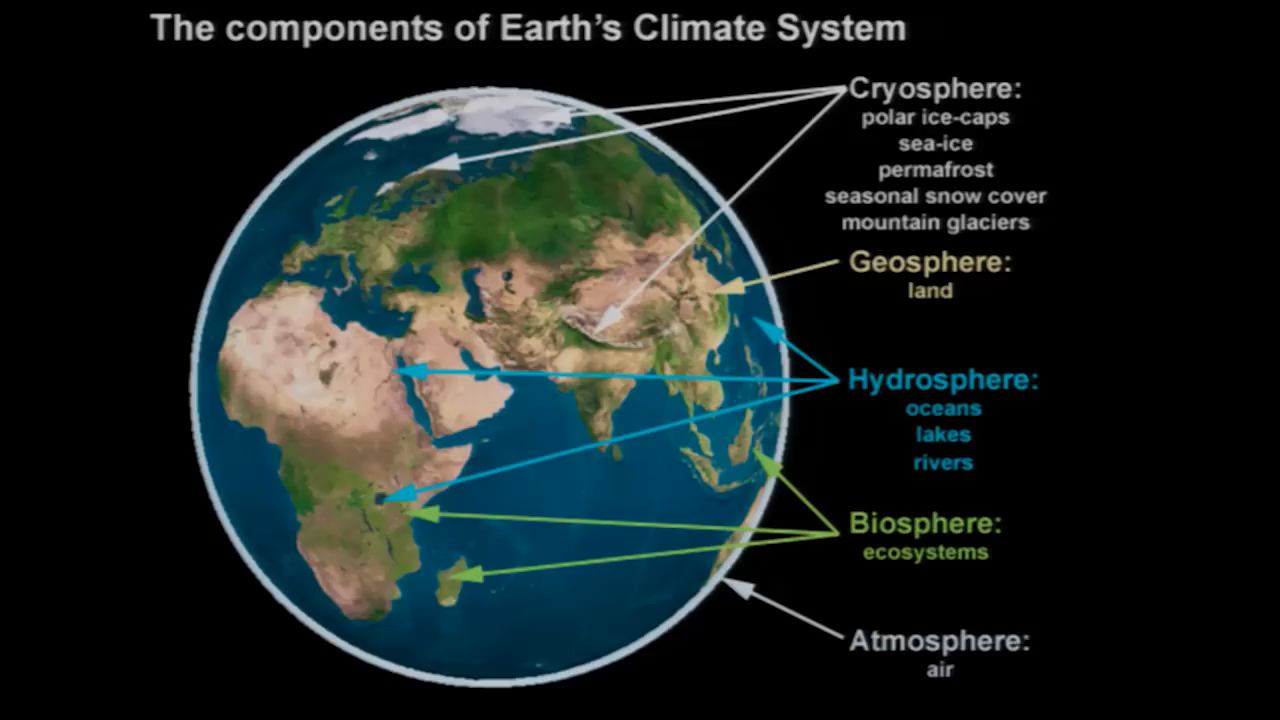 The components of Earth’s Climate System
Cryosphere:
polar ice-caps
sea-ice
permafrost
seasonal snow cover
mountain glaciers
Geosphere:
land
Hydrosphere:
oceans
lakes
rivers
Biosphere:
ecosystems
Atmosphere:
air